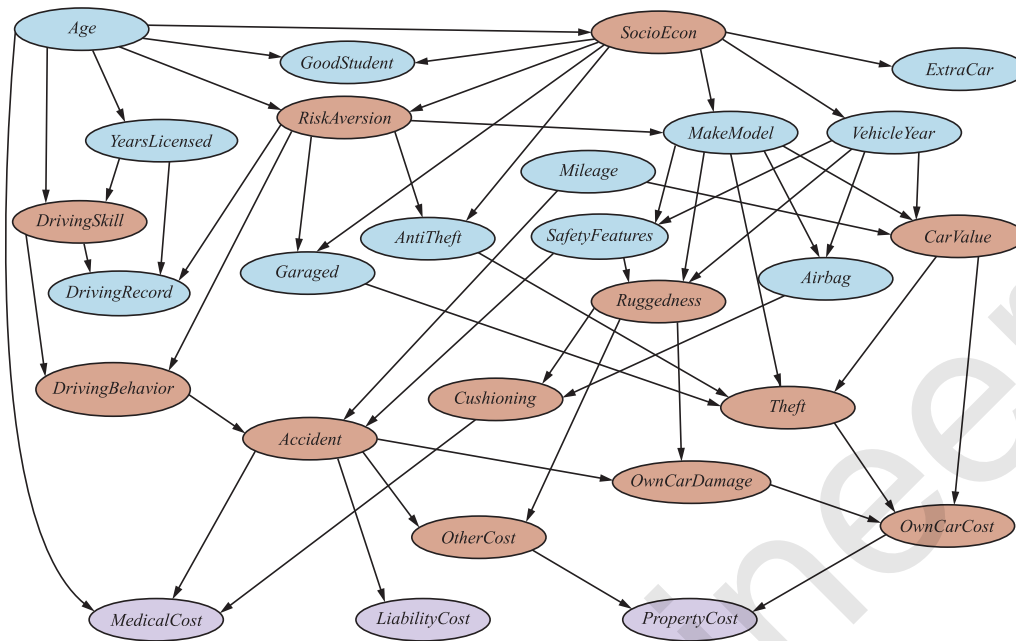 Age
SocioEcon
GoodStudent
ExtraCar
RiskAversion
MakeModel
VehicleYear
YearsLicensed
Mileage
DrivingSkill
AntiTheft
SafetyFeatures
CarValue
Garaged
Airbag
DrivingRecord
Ruggedness
DrivingBehavior
Cushioning
Theft
Accident
OwnCarDamage
OwnCarCost
OtherCost
MedicalCost
LiabilityCost
PropertyCost